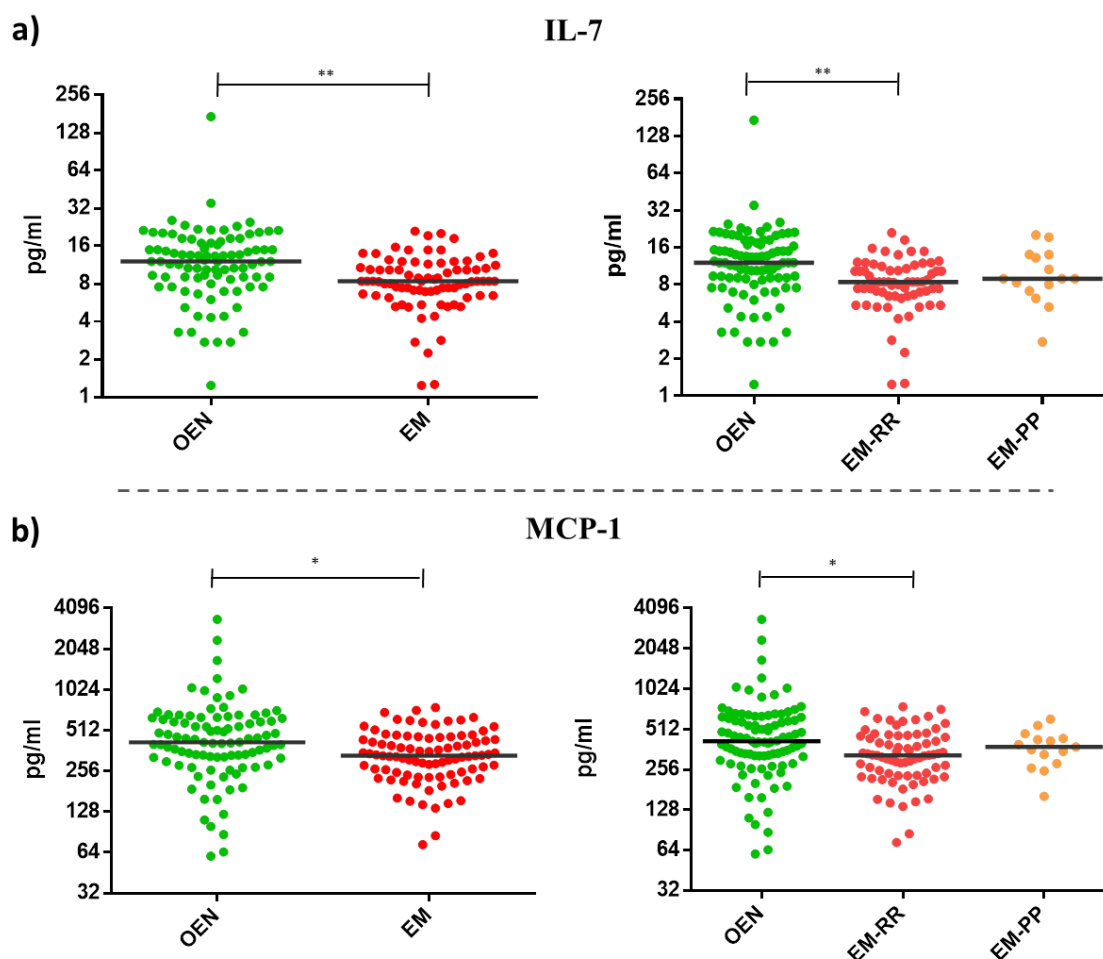 a)
IL-7
**
256
128
64
32
16
8
4
2
1
pg/ml
OEN
EM
**
256
128
64
32
16
8
4
2
1
pg/ml
OEN
EM-RR
EM-PP
b)
MCP-1
*
4096
2048
1024
512
256
128
64
32
pg/ml
OEN
EM
*
4096
2048
1024
512
256
128
64
32
pg/ml
OEN
EM-RR
EM-PP